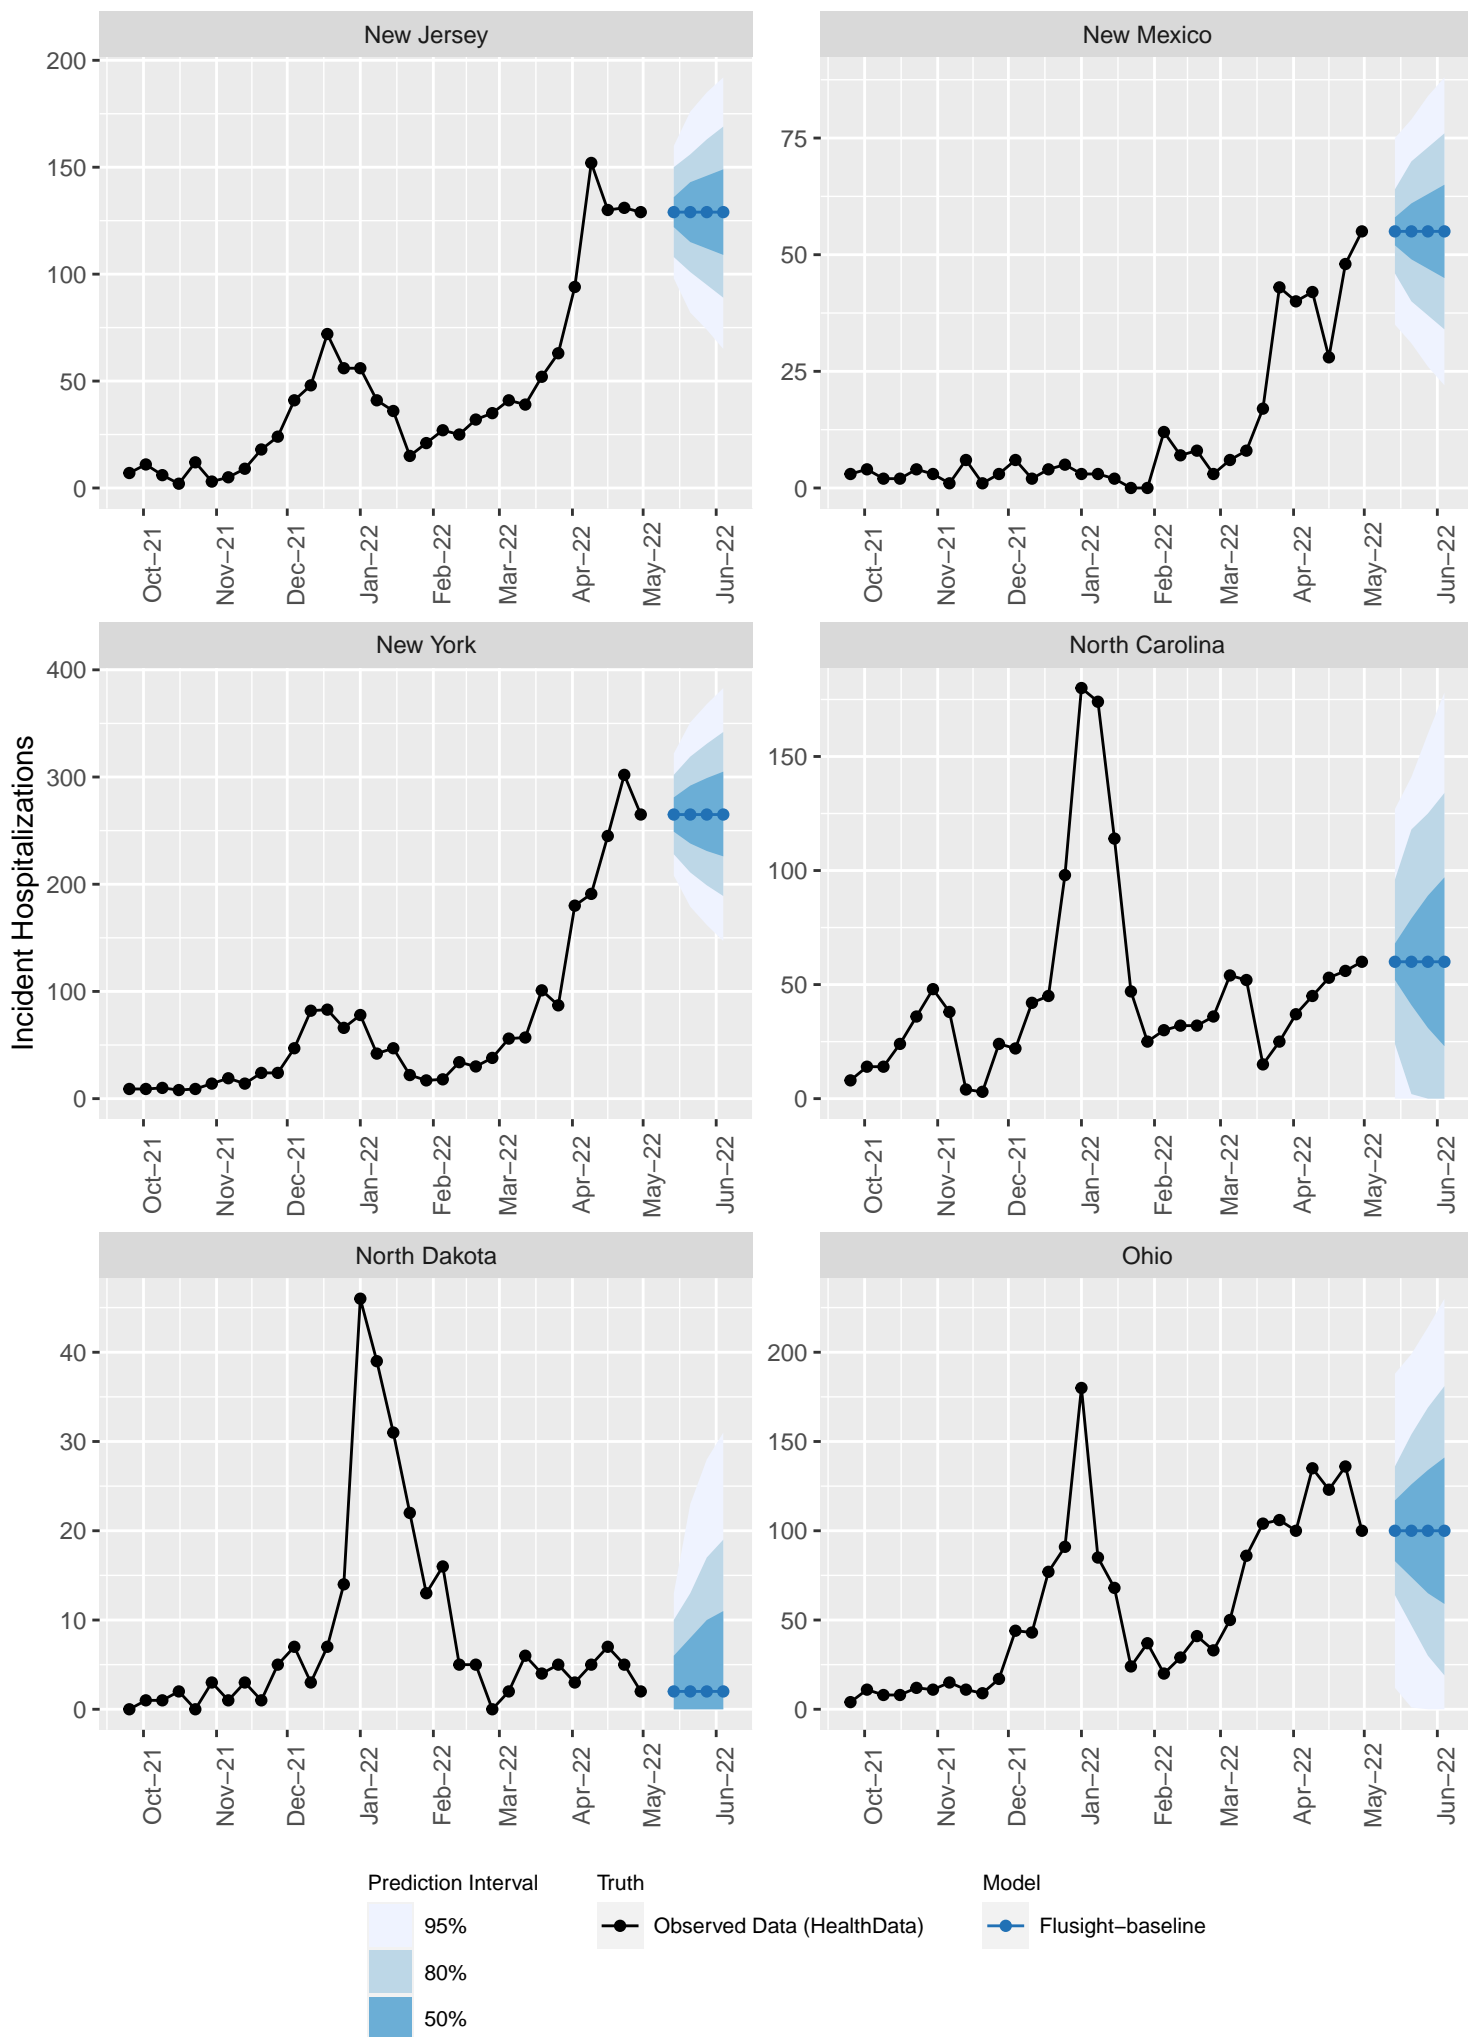 New Jersey
New Mexico
200
150
100
50
0
75
50
25
0
Oct−21
Nov−21
Dec−21
Jan−22
Feb−22
Mar−22
Apr−22
May−22
Jun−22
Oct−21
Nov−21
Dec−21
Jan−22
Feb−22
Mar−22
Apr−22
May−22
Jun−22
Incident Hospitalizations
New York
North Carolina
400
300
200
100
0
150
100
50
0
Oct−21
Nov−21
Dec−21
Jan−22
Feb−22
Mar−22
Apr−22
May−22
Jun−22
Oct−21
Nov−21
Dec−21
Jan−22
Feb−22
Mar−22
Apr−22
May−22
Jun−22
North Dakota
Ohio
40
30
20
10
0
200
150
100
50
0
Oct−21
Nov−21
Dec−21
Jan−22
Feb−22
Mar−22
Apr−22
May−22
Jun−22
Oct−21
Nov−21
Dec−21
Jan−22
Feb−22
Mar−22
Apr−22
May−22
Jun−22
Prediction Interval
95%
80%
50%
Truth
Observed Data (HealthData)
Model
Flusight−baseline